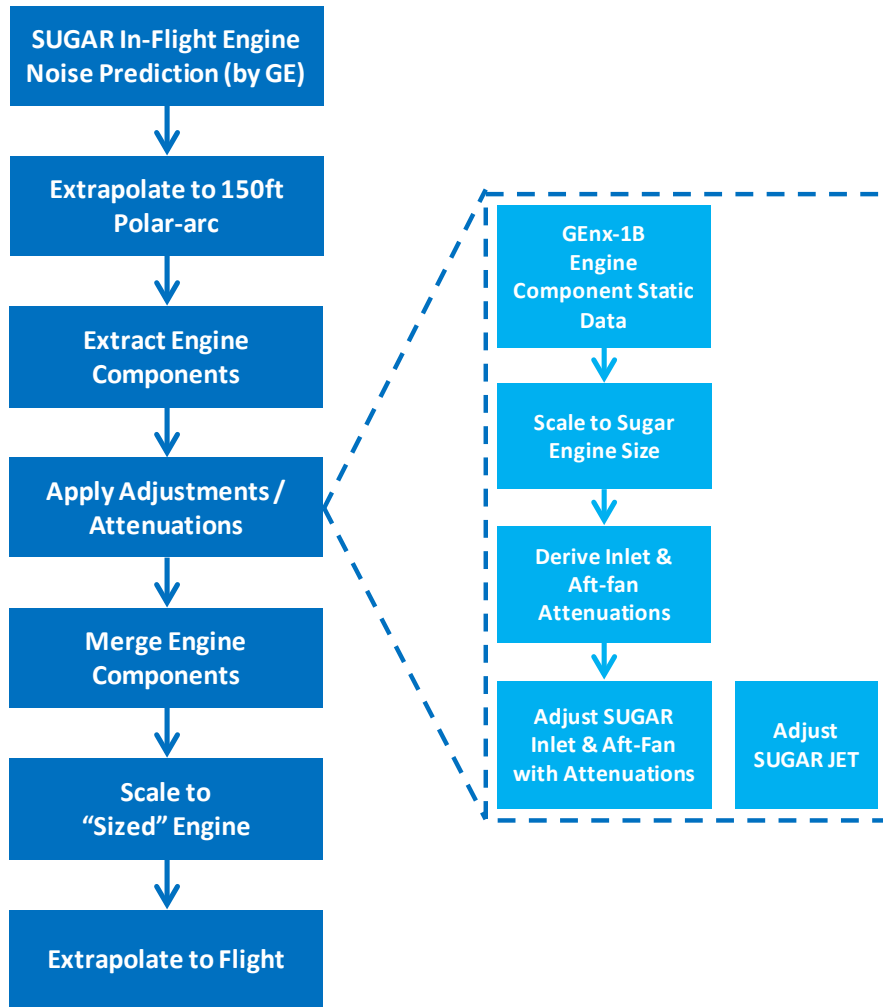 SUGAR In-Flight Engine
Noise Prediction (by GE)
Extrapolate to 150ft
Polar-arc
Extract Engine
Components
Apply Adjustments /
Attenuations
Merge Engine
Components
Scale to
“Sized” Engine
Extrapolate to Flight
GEnx-1B
Engine
Component Static
Data
Scale to Sugar
Engine Size
Derive Inlet &
Aft-fan
Attenuations
Adjust SUGAR
Inlet & Aft-Fan
with Attenuations
Adjust
SUGAR JET